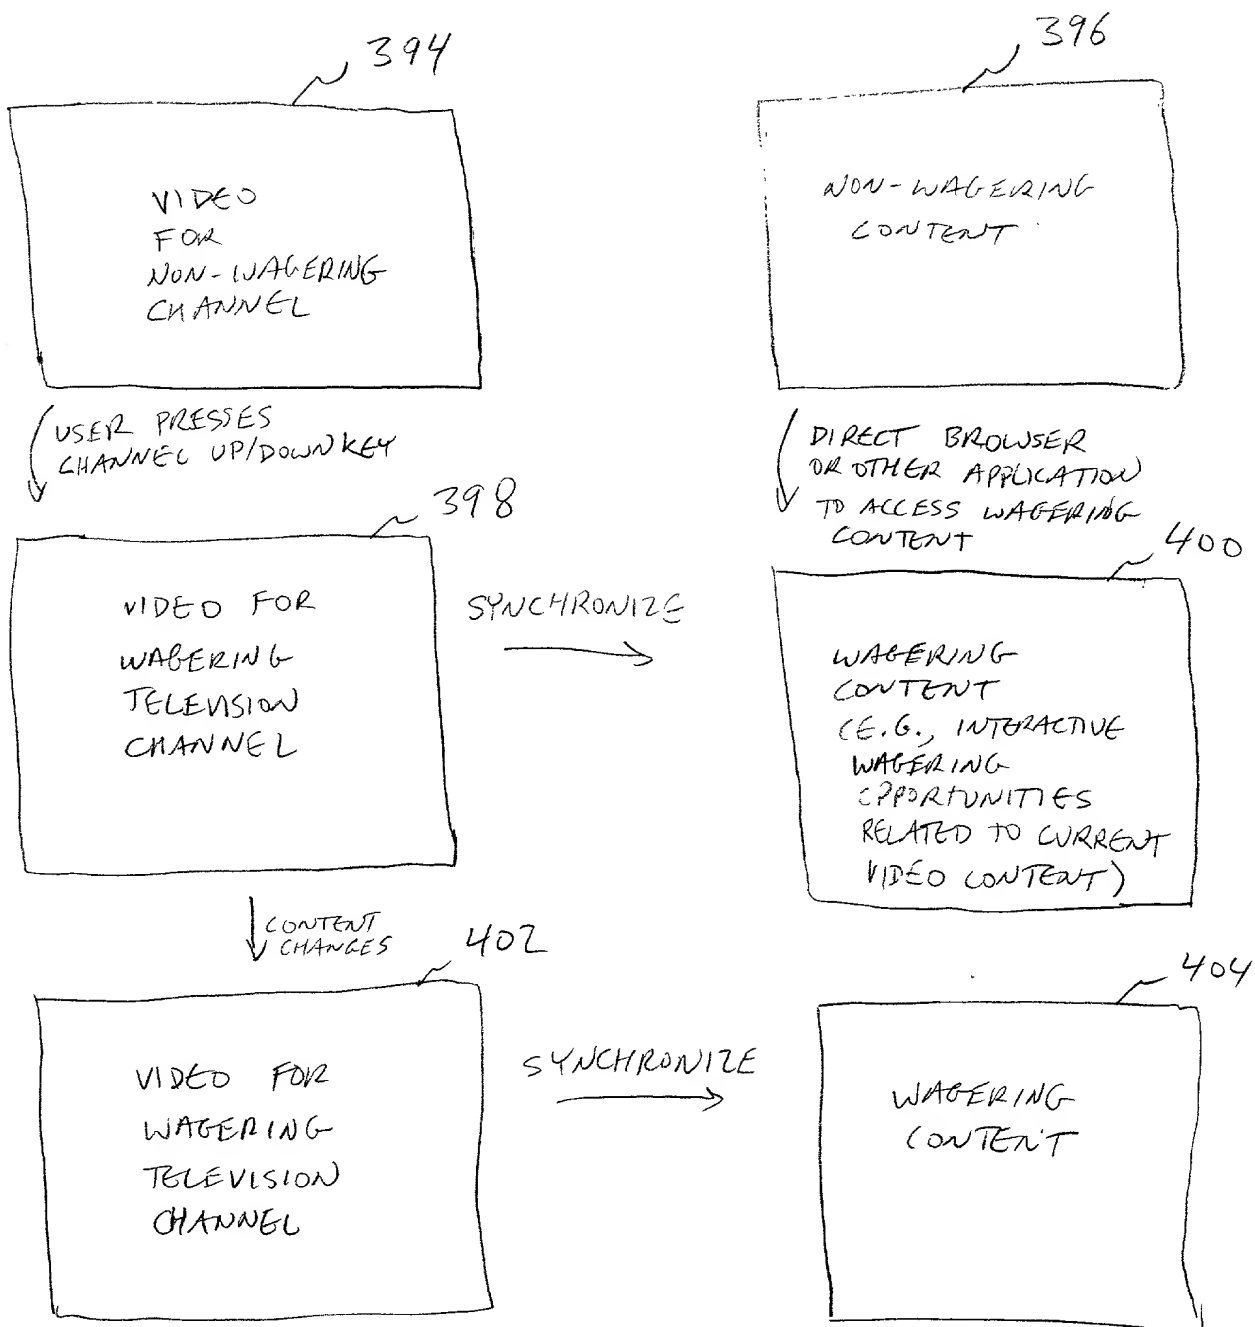 394
VIDEO
FOR
NON-WAGERING
CHANNEL
396
NON-WAGERING
CONTENT
USER PRESSES
CHANNEL UP/DOWN KEY
DIRECT BROWSER
OR OTHER APPLICATION
TO ACCESS WAGERING
CONTENT
398
VIDEO FOR
WAGERING
TELEVISION
CHANNEL
SYNCHRONIZE
400
WAGERING
CONTENT
(E.G., INTERACTIVE
WAGERING
OPPORTUNITIES
RELATED TO CURRENT
VIDEO CONTENT)
CONTENT
CHANGES
402
VIDEO FOR
WAGERING
TELEVISION
CHANNEL
SYNCHRONIZE
404
WAGERING
CONTENT